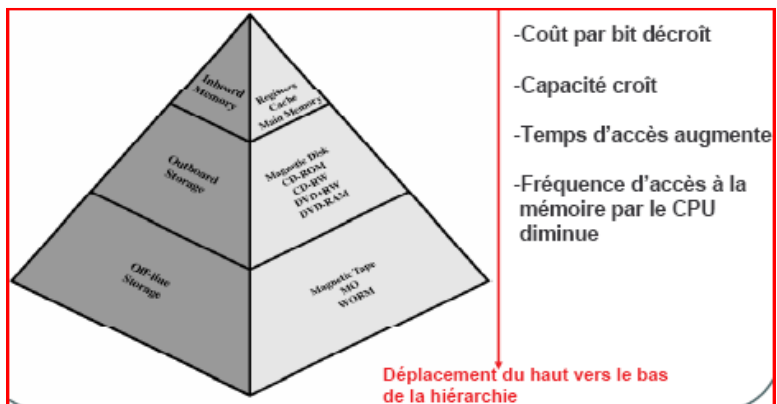 Inboard
Memory
Registers
Cache
Main Memory
Outboard
Storage
Magnetic Disk
CD-ROM
CD-RW
DVD+RW
DVD-RAM
Off-line
Storage
Magnetic Tape
MO
WORM
-Coût par bit décroît
-Capacité croît
-Temps d'accès augmente
-Fréquence d'accès à la
mémoire par le CPU
diminue
Déplacement du haut vers le bas
de la hiérarchie